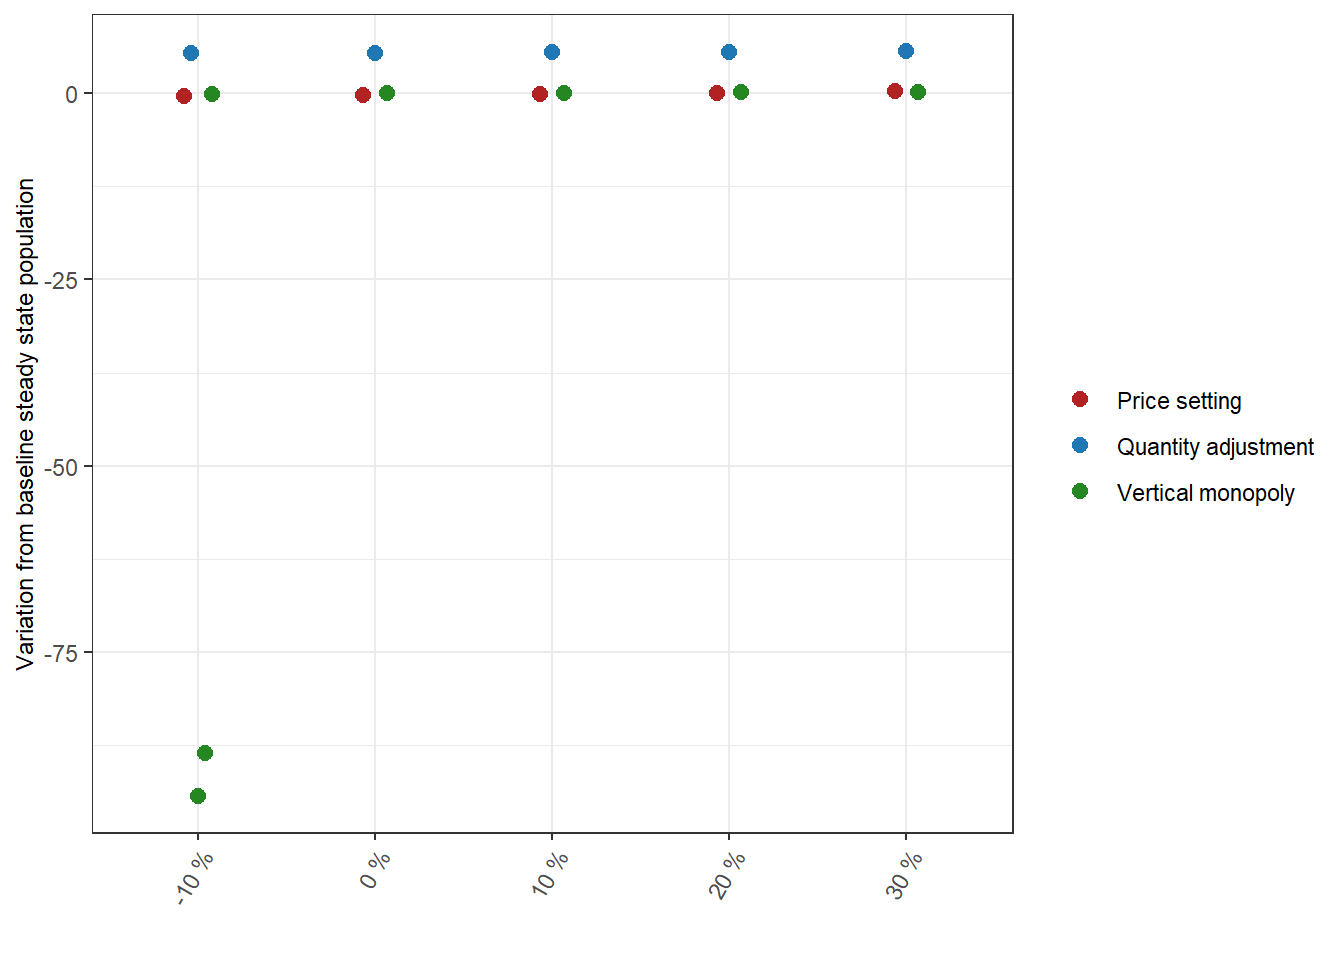 Variation from baseline steady state population
0
-25
-50
-75
-10 %
0 %
10 %
20 %
30 %
Price setting
Quantity adjustment
Vertical monopoly